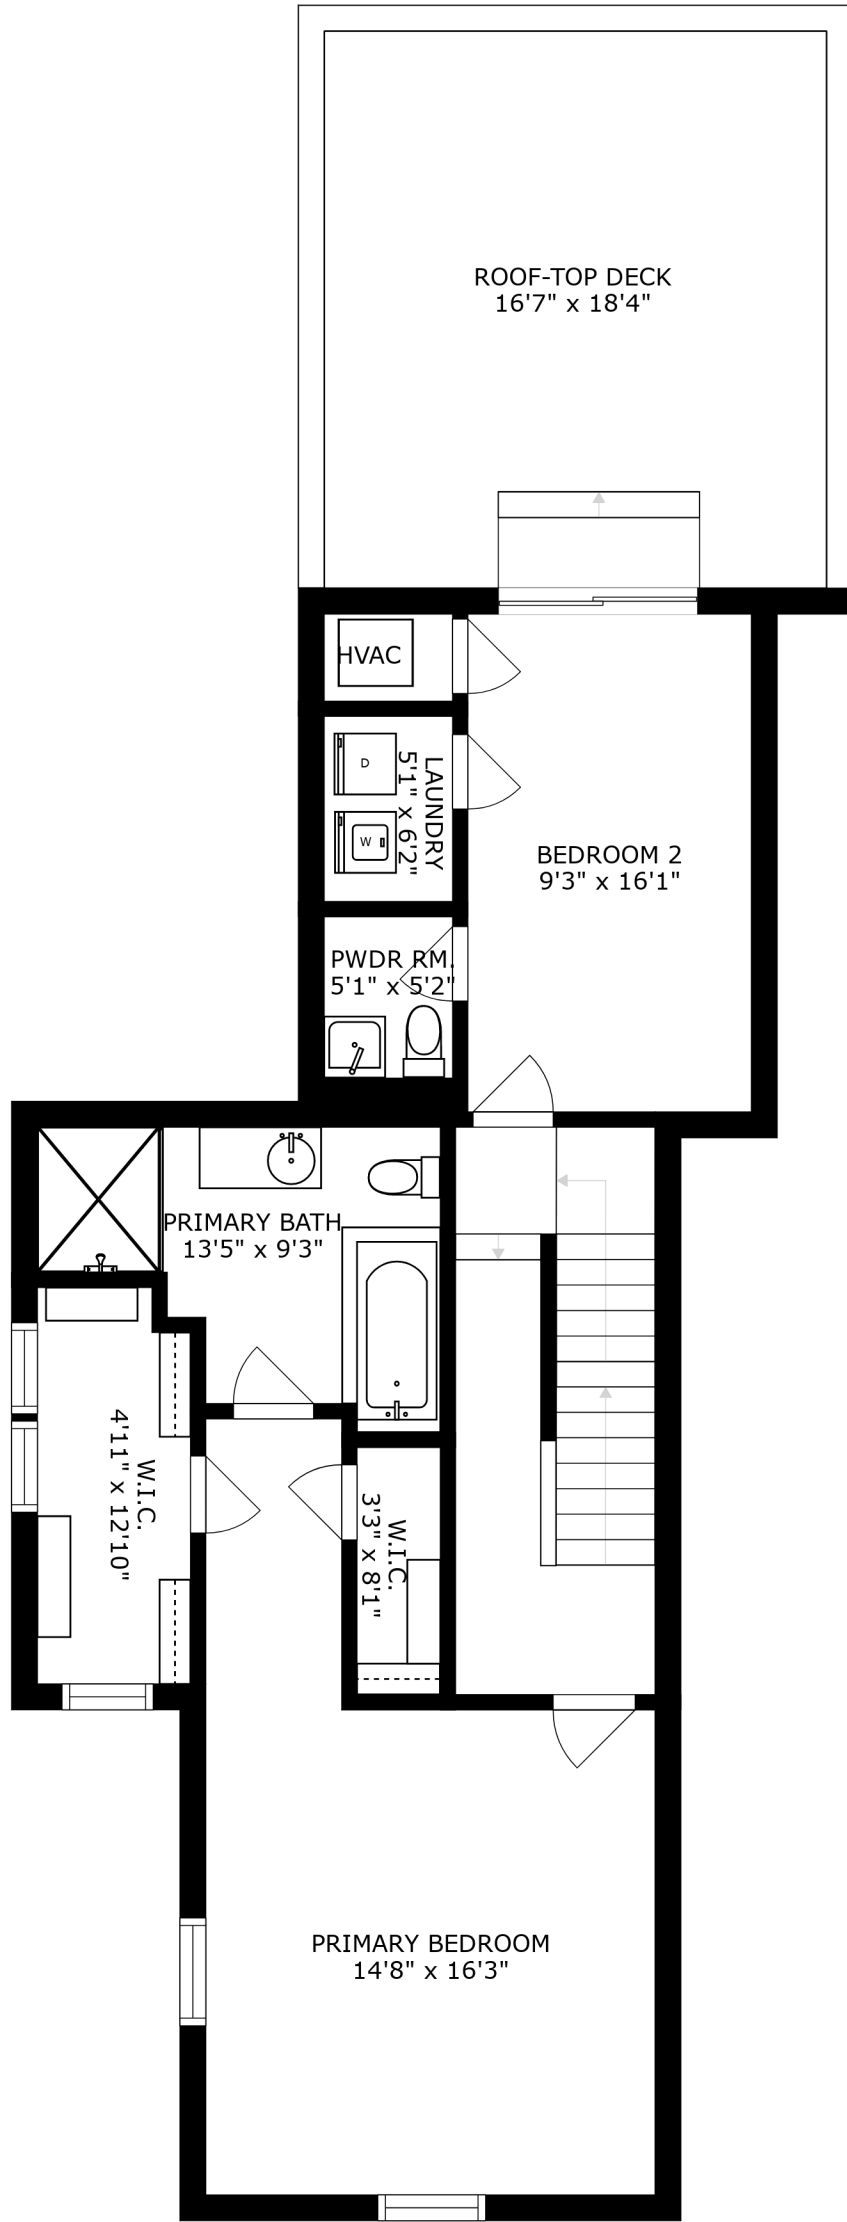 ROOF-TOP DECK
16'7" x 18'4"
HVAC
D
W
LAUNDRY
5'1" x 6'2"
BEDROOM 2
9'3" x 16'1"
PWDR RM.
5'1" x 5'2"
PRIMARY BATH
13'5" x 9'3"
W.I.C.
4'11" x 12'10"
W.I.C.
3'3" x 8'1"
PRIMARY BEDROOM
14'8" x 16'3"